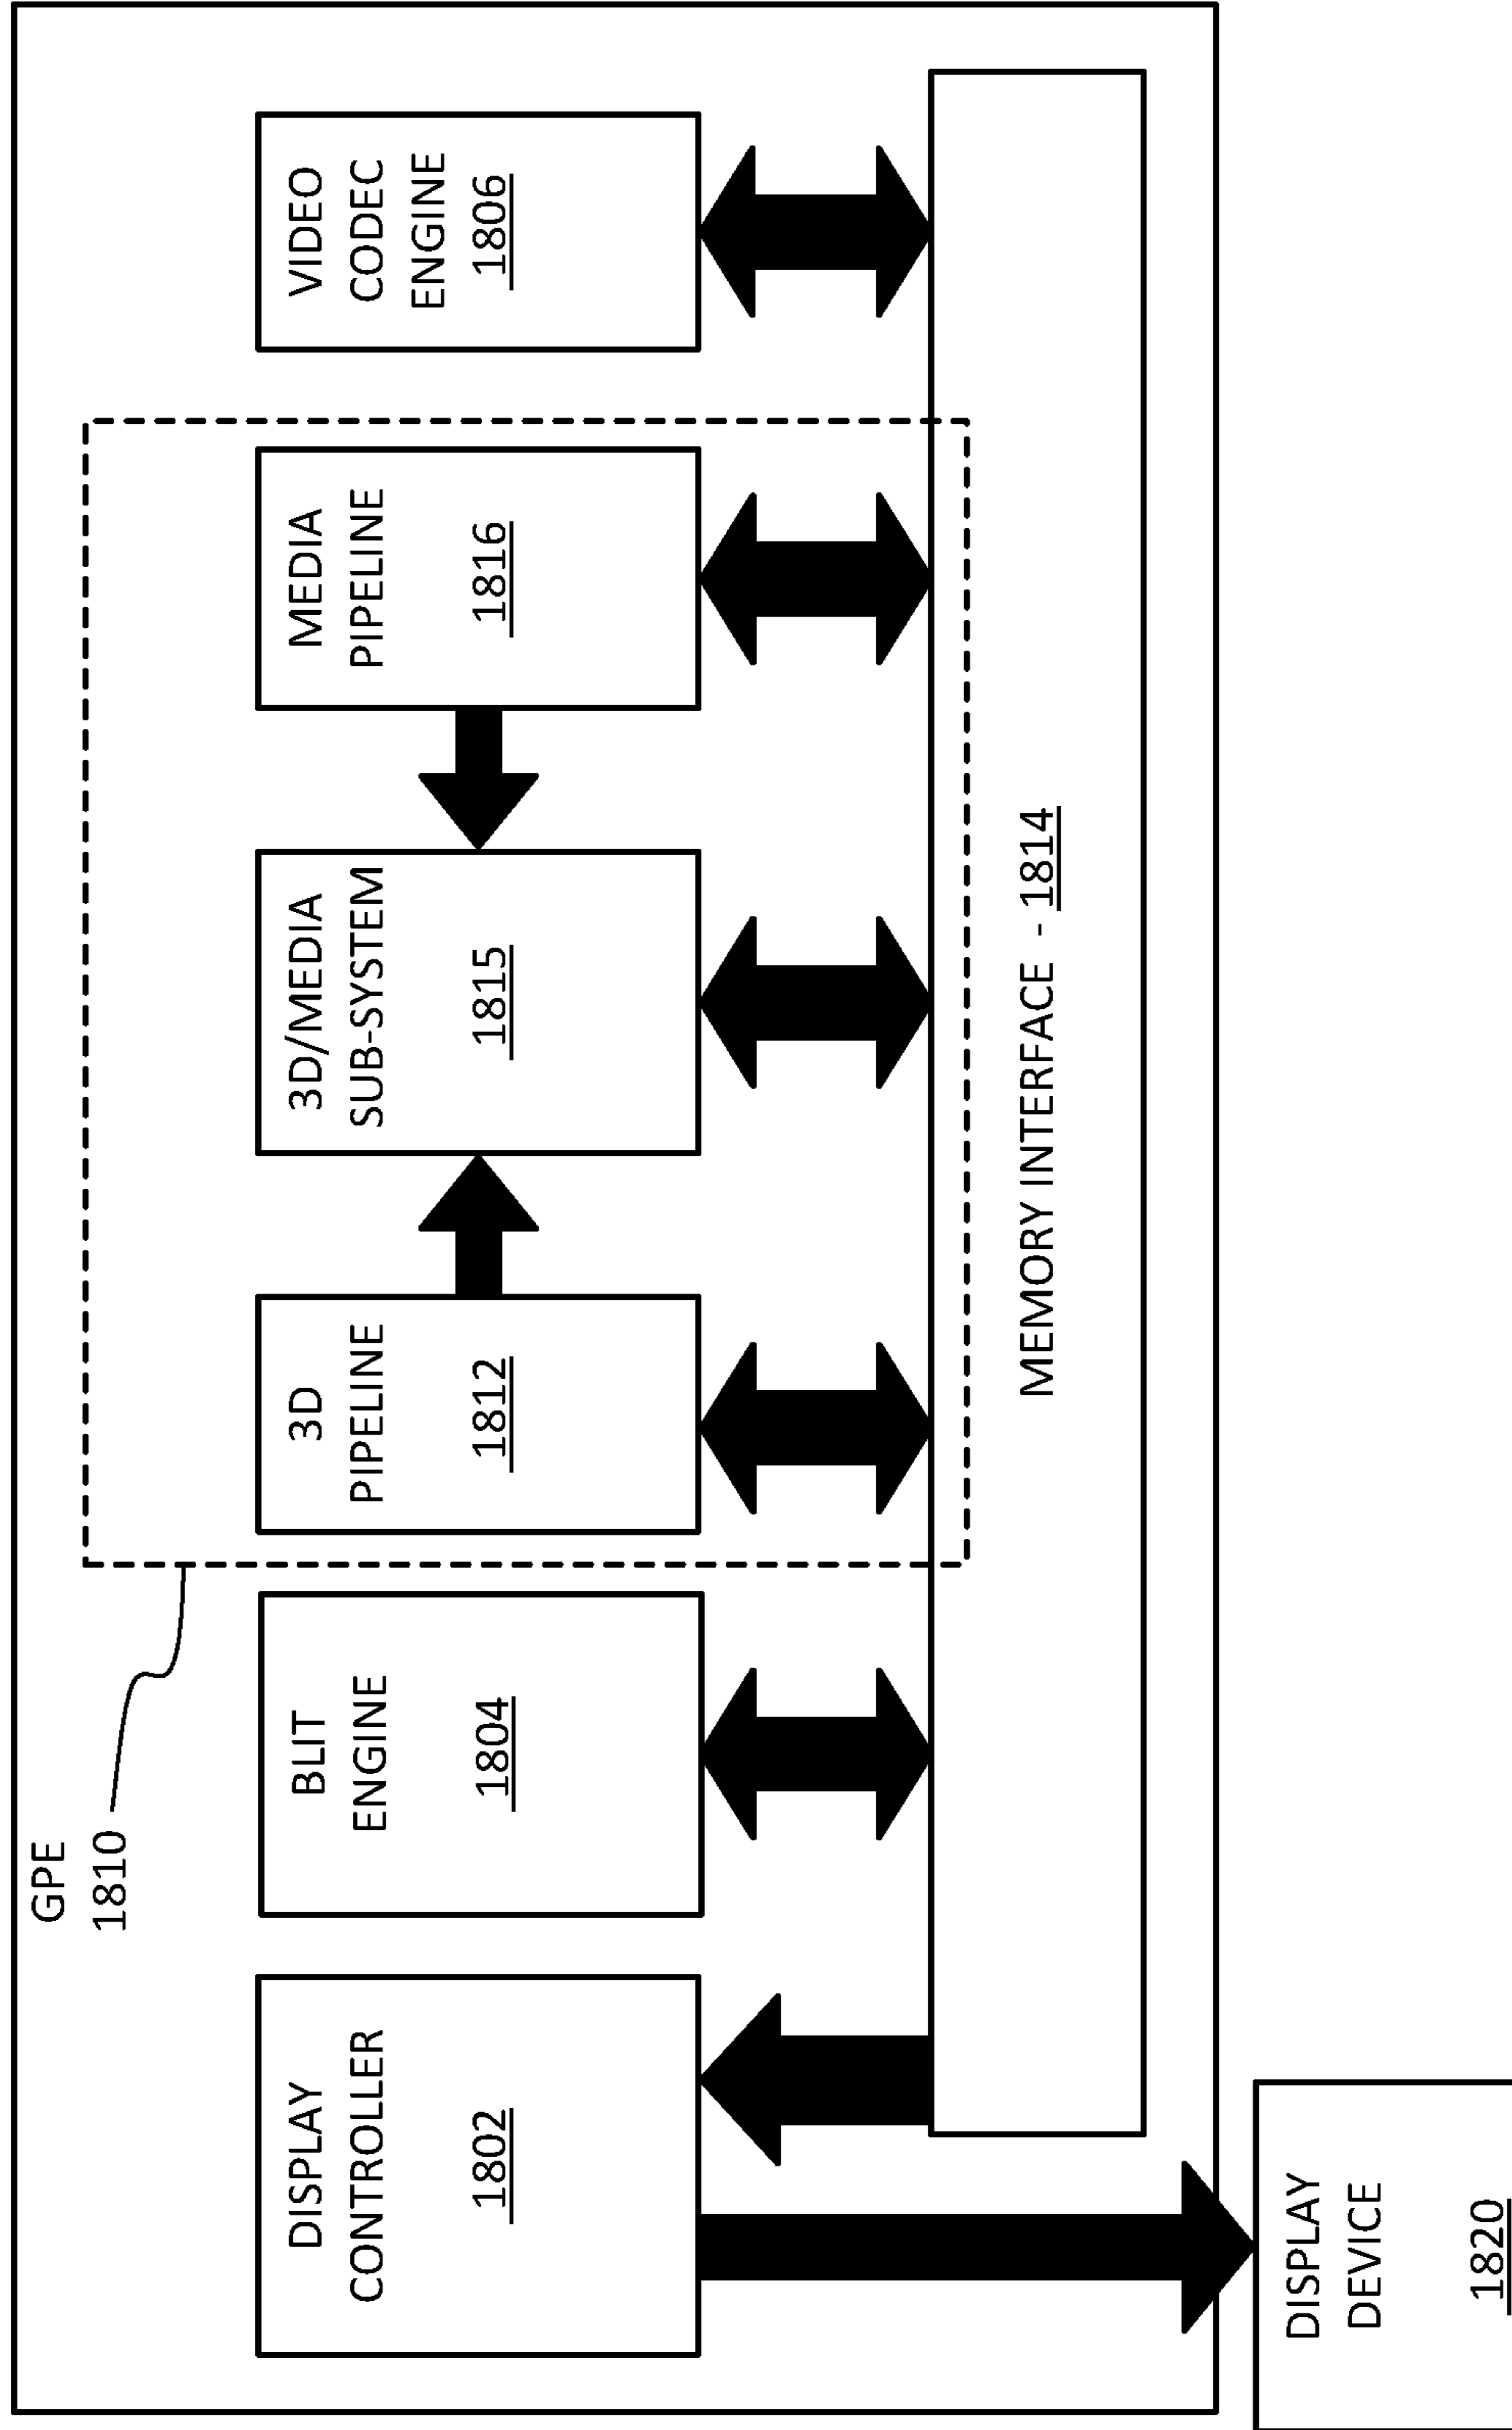 GPE
1810
DISPLAY
CONTROLLER
1802
BLIT
ENGINE
1804
3D
PIPELINE
1812
3D/MEDIA
SUB-SYSTEM
1815
MEDIA
PIPELINE
1816
VIDEO
CODEC
ENGINE
1806
MEMORY INTERFACE - 1814
DISPLAY
DEVICE
1820